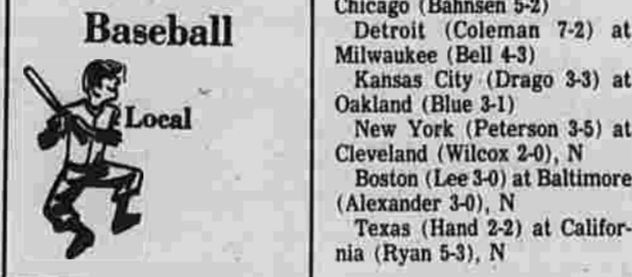 Baseball
Local
Chicago (Bahnsen 5-2)
Detroit (Coleman 7-2) at
Milwaukee (Bell 4-3)
Kansas City (Drago 3-3) at
Oakland (Blue 3-1)
New York (Peterson 3-5) at
Cleveland (Wilcox 2-0), N
Boston (Lee 3-0) at Baltimore
(Alexander 3-0), N
Texas (Hand 2-2) at Califor-
nia (Ryan 5-3), N